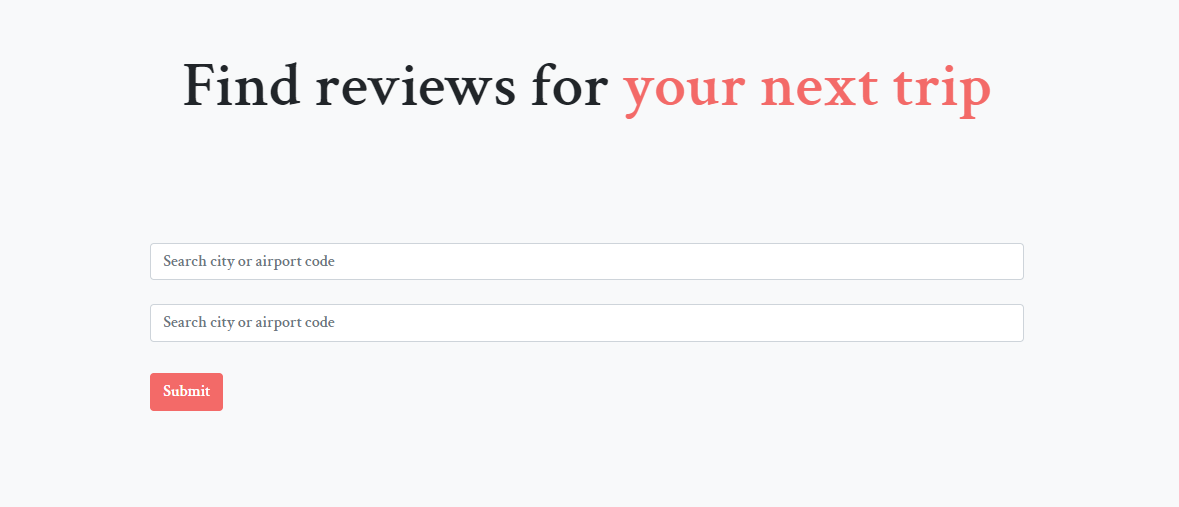 Find reviews for your next trip
Search city or airport code
Search city or airport code
Submit